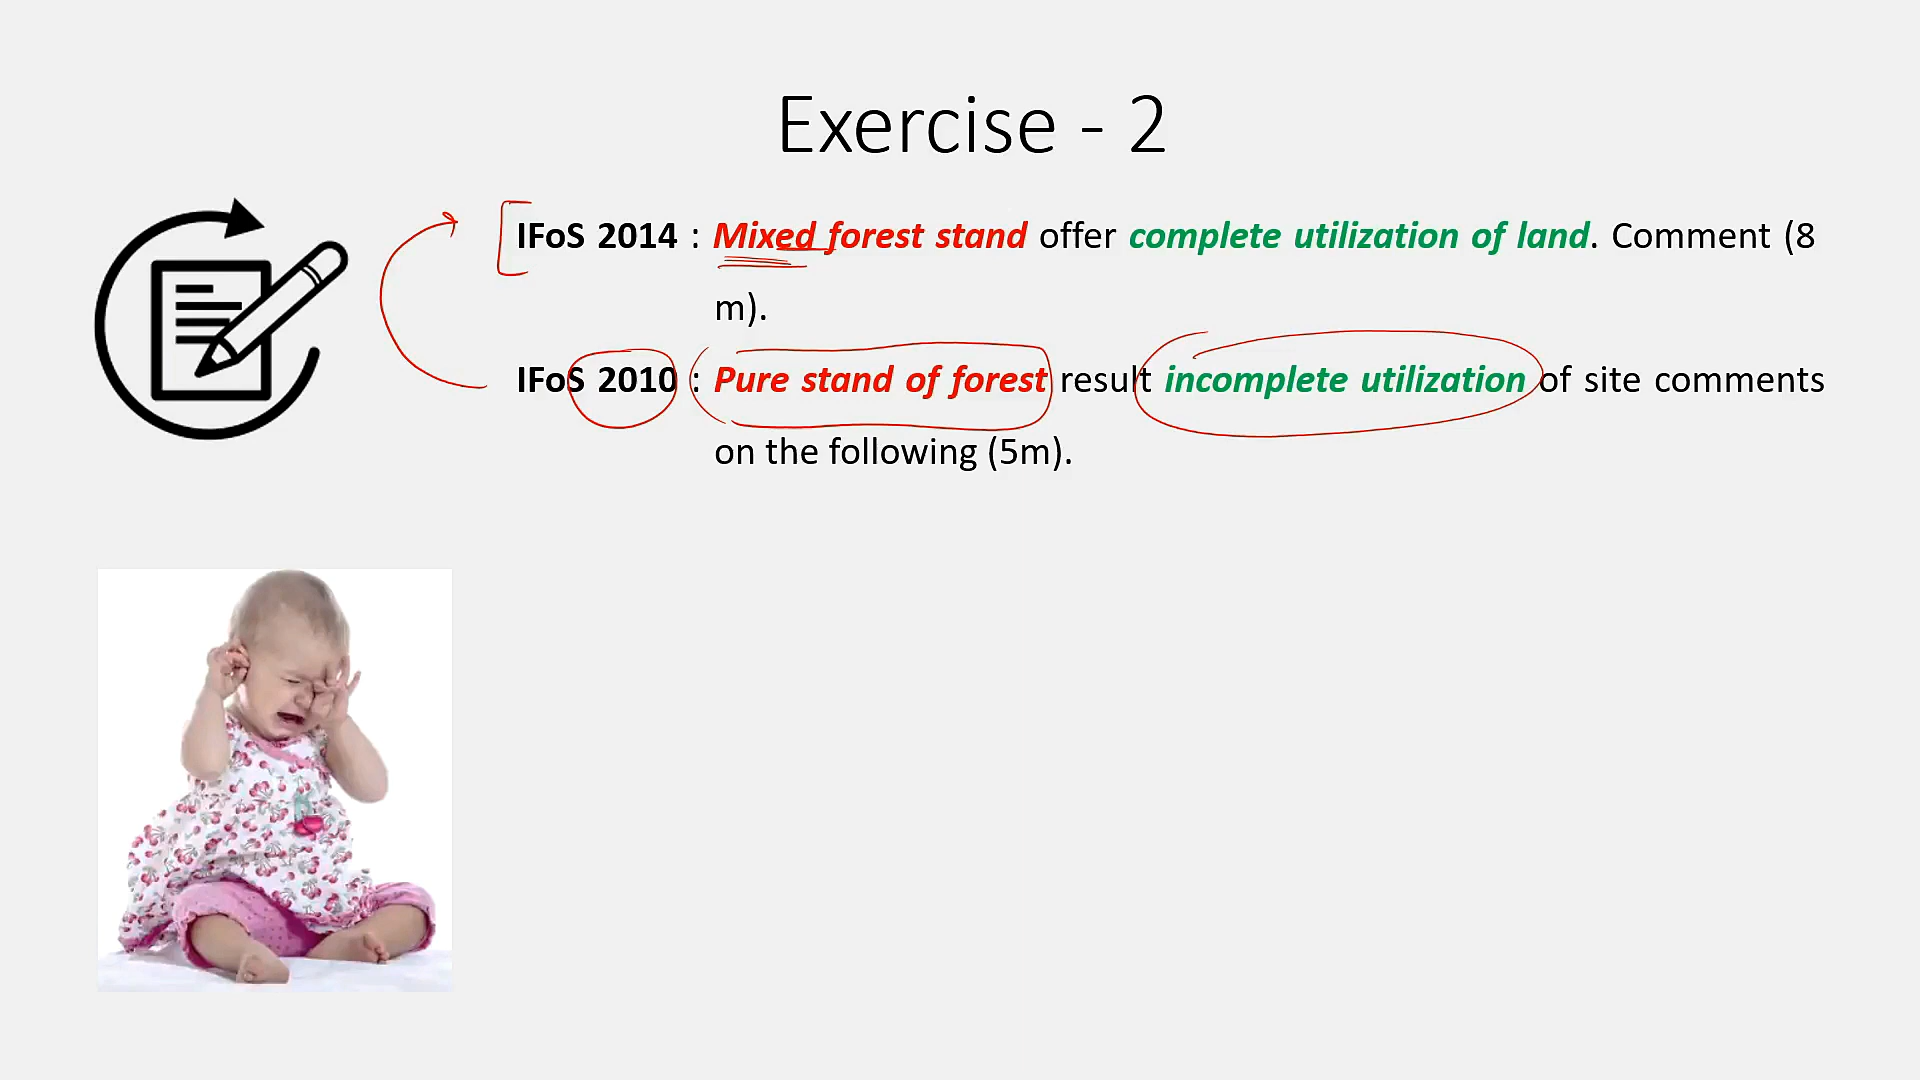 Exercise - 2
IFoS 2014 : Mixed forest stand offer complete utilization of land. Comment (8
m).
IFoS 2010 : Pure stand of forest result incomplete utilization of site comments
on the following (5m).